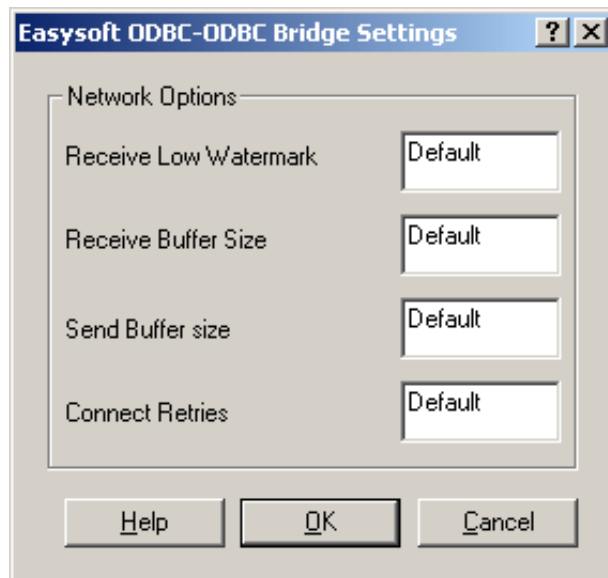 Easysoft ODBC-ODBC Bridge Settings
?
Network Options
Receive Low Watermark
Default
Receive Buffer Size
Default
Send Buffer size
Default
Connect Retries
Default
Help
OK
Cancel